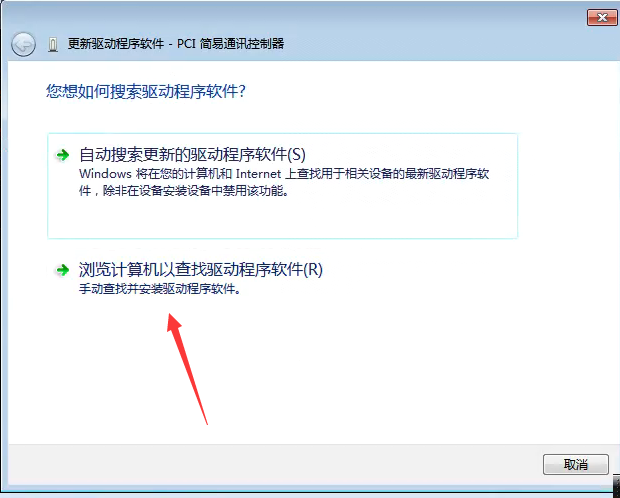 更新驱动程序软件 - PCI 简易通讯控制器
您想如何搜索驱动程序软件?
自动搜索更新的驱动程序软件(S)
Windows 将在您的计算机和 Internet 上查找用于相关设备的最新驱动程序软
件，除非在设备安装设置中禁用该功能。
浏览计算机以查找驱动程序软件(R)
手动查找并安装驱动程序软件。
取消